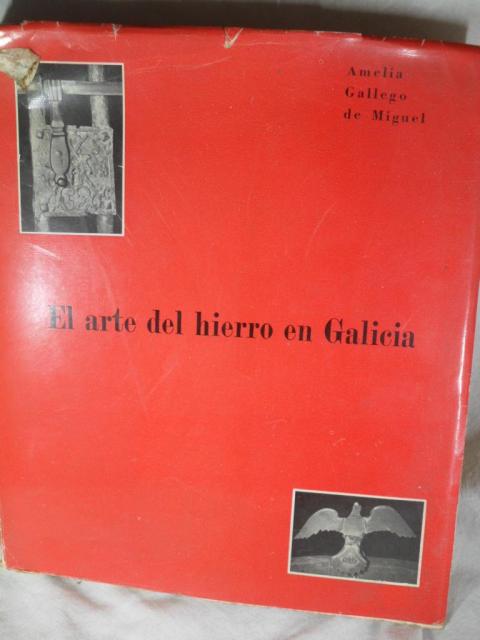 Amelia
Gallego
de Miguel
El arte del hierro en Galicia